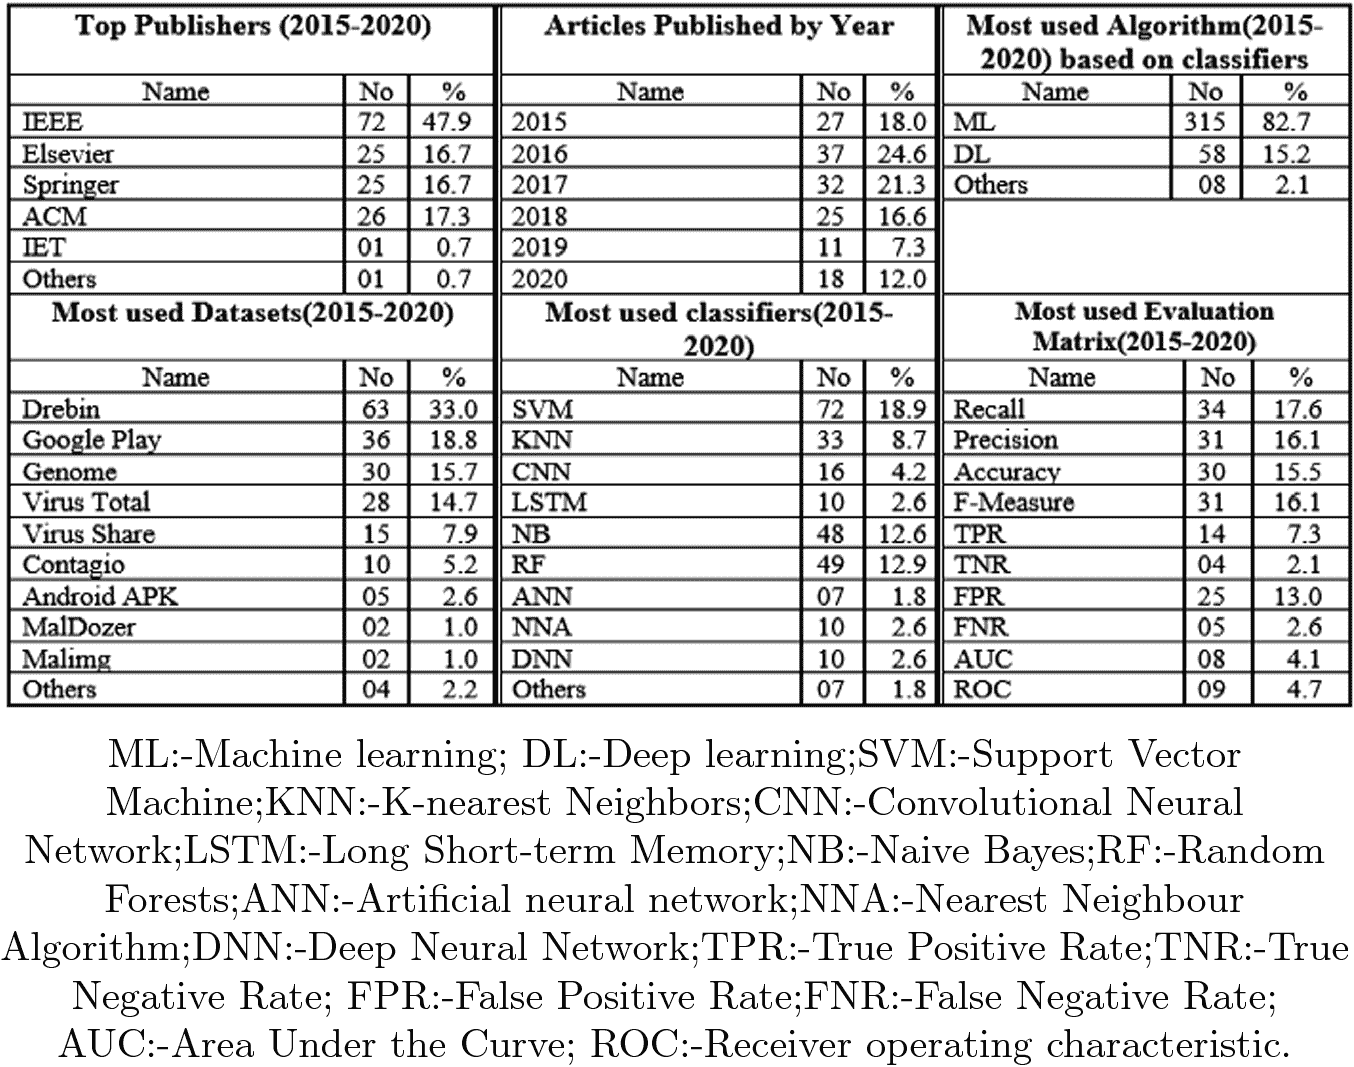 Top Publishers (2015-2020)
Name No %
IEEE 72 47.9
Elsevier 25 16.7
Springer 25 16.7
ACM 26 17.3
IET 01 0.7
Others 01 0.7
Articles Published by Year
Name No %
2015 27 18.0
2016 37 24.6
2017 32 21.3
2018 25 16.6
2019 11 7.3
2020 18 12.0
Most used Algorithm(2015-
2020) based on classifiers
Name No %
ML 315 82.7
DL 58 15.2
Others 08 2.1
Most used Datasets(2015-2020)
Name No %
Drebin 63 33.0
Google Play 36 18.8
Genome 30 15.7
Virus Total 28 14.7
Virus Share 15 7.9
Contagio 10 5.2
Android APK 05 2.6
MalDozer 02 1.0
Malimg 02 1.0
Others 04 2.2
Most used classifiers(2015-
2020)
Name No %
SVM 72 18.9
KNN 33 8.7
CNN 16 4.2
LSTM 10 2.6
NB 48 12.6
RF 49 12.9
ANN 07 1.8
NNA 10 2.6
DNN 10 2.6
Others 07 1.8
Most used Evaluation
Matrix(2015-2020)
Name No %
Recall 34 17.6
Precision 31 16.1
Accuracy 30 15.5
F-Measure 31 16.1
TPR 14 7.3
TNR 04 2.1
FPR 25 13.0
FNR 05 2.6
AUC 08 4.1
ROC 09 4.7
ML:-Machine learning; DL:-Deep learning;SVM:-Support Vector
Machine;KNN:-K-nearest Neighbors;CNN:-Convolutional Neural
Network;LSTM:-Long Short-term Memory;NB:-Naive Bayes;RF:-Random
Forests;ANN:-Artificial neural network;NNA:-Nearest Neighbour
Algorithm;DNN:-Deep Neural Network;TPR:-True Positive Rate;TNR:-True
Negative Rate; FPR:-False Positive Rate;FNR:-False Negative Rate;
AUC:-Area Under the Curve; ROC:-Receiver operating characteristic.